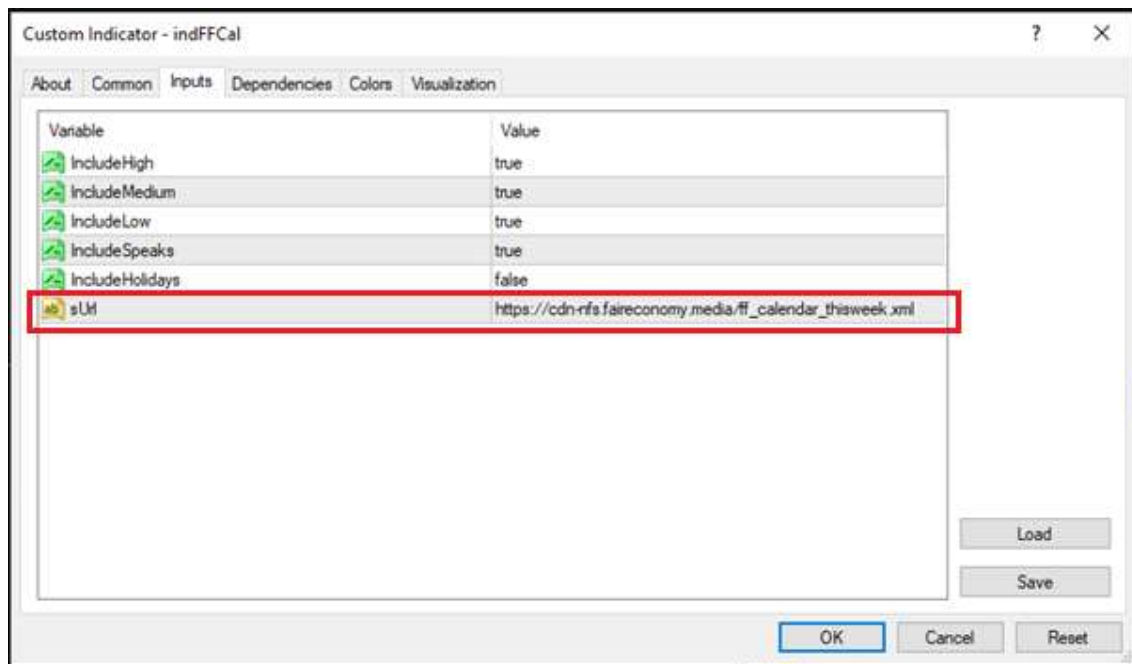 Custom Indicator - indFFCal ? ×
About Common Inputs Dependencies Colors Visualization
Variable Value
IncludeHigh true
IncludeMedium true
IncludeLow true
IncludeSpeaks true
IncludeHolidays false
ab sUrl https://cdn-nfs.faireconomy.media/ff_calendar_thisweek.xml
Load
Save
OK Cancel Reset